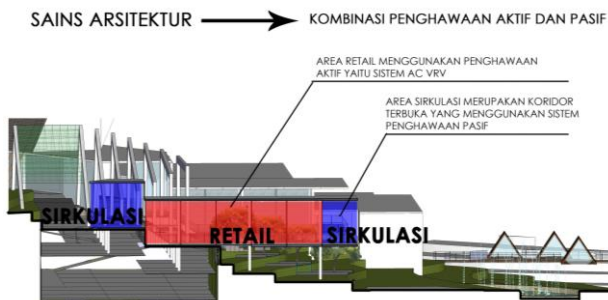 SAINS ARSITEKTUR
KOMBINASI PENGHAWAAN AKTIF DAN PASIF
AREA RETAIL MENGGUNAKAN PENGHAWAAN
AKTIF YAITU SISTEM AC VRV
AREA SIRKULASI MERUPAKAN KORIDOR
TERBUKA YANG MENGGUNAKAN SISTEM
PENGHAWAAN PASIF
SIRKULASI
RETAIL
SIRKULASI